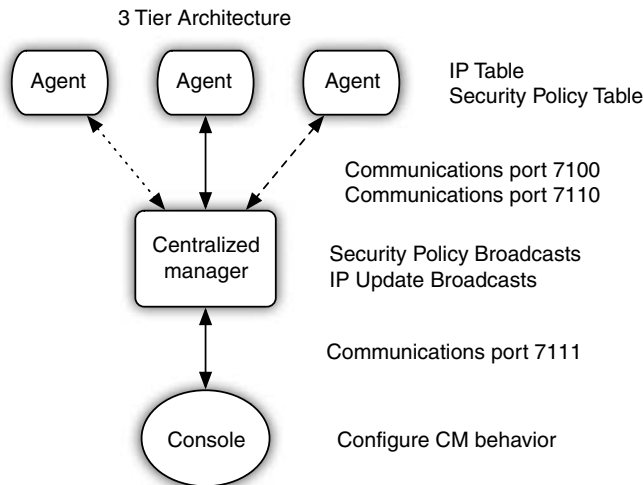 3 Tier Architecture
Agent
Agent
Agent
IP Table
Security Policy Table
Communications port 7100
Communications port 7110
Centralized
manager
Security Policy Broadcasts
IP Update Broadcasts
Communications port 7111
Console
Configure CM behavior